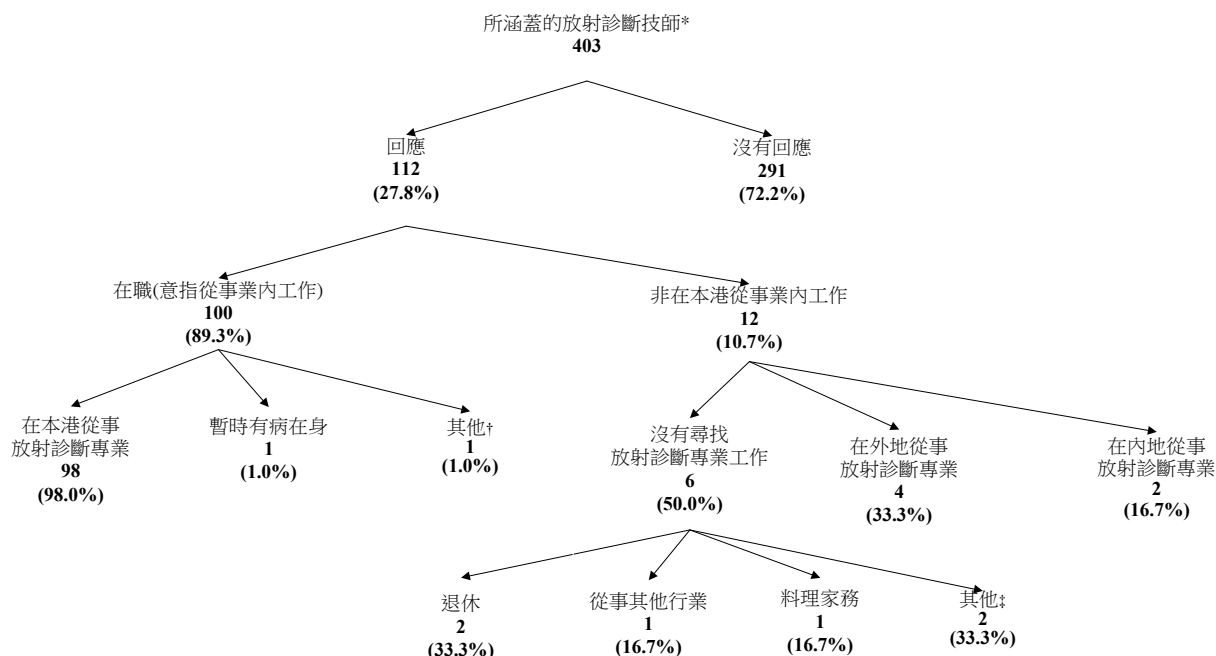 所涵蓋的放射診斷技師*
403
回應
112
(27.8%)
沒有回應
291
(72.2%)
在職(意指從事業內工作)
100
(89.3%)
非在本港從事業內工作
12
(10.7%)
在本港從事
放射診斷專業
98
(98.0%)
暫時有病在身
1
(1.0%)
其他†
1
(1.0%)
沒有尋找
放射診斷專業工作
6
(50.0%)
在外地從事
放射診斷專業
4
(33.3%)
在內地從事
放射診斷專業
2
(16.7%)
退休
2
(33.3%)
從事其他行業
1
(16.7%)
料理家務
1
(16.7%)
其他‡
2
(33.3%)